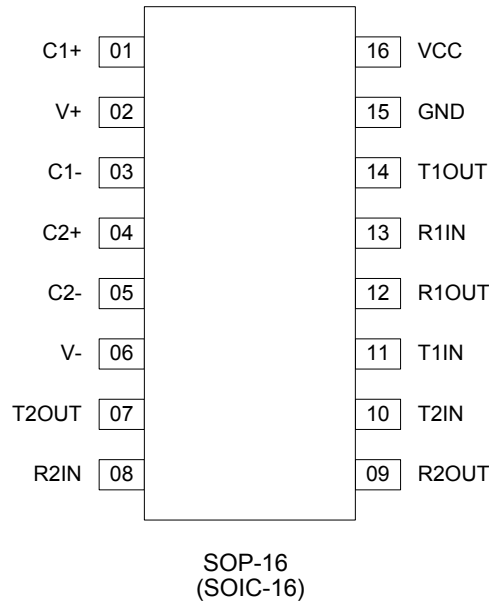 C1+ 01 16 VCC
V+ 02 15 GND
C1- 03 14 T1OUT
C2+ 04 13 R1IN
C2- 05 12 R1OUT
V- 06 11 T1IN
T2OUT 07 10 T2IN
R2IN 08 09 R2OUT
SOP-16
(SOIC-16)